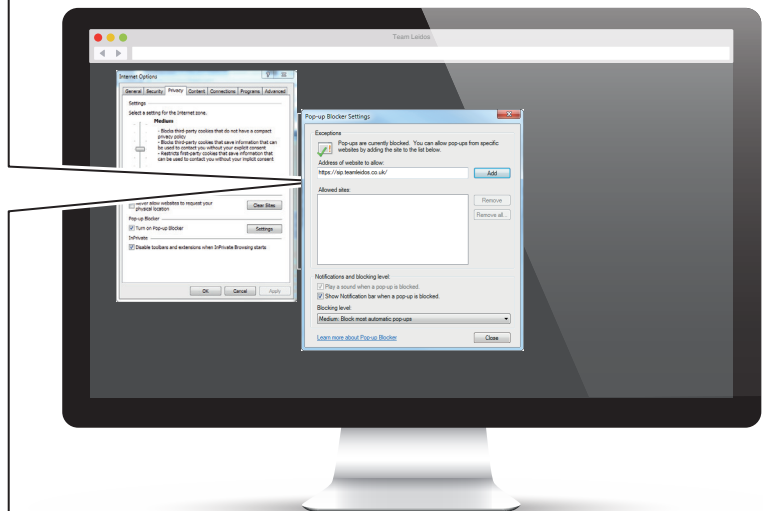 Team Leidos
Internet Options
General Security Privacy Content Connections Programs Advanced
Settings
Select a setting for the Internet zone.
Medium
- Blocks third-party cookies that do not have a compact
privacy policy
- Blocks third-party cookies that save information that can
be used to contact you without your explicit consent
- Restricts first-party cookies that save information that
can be used to contact you without your implicit consent
allow websites to request your
physical location
Clear Sites
Pop-up Blocker
Turn on Pop-up Blocker
Settings
InPrivate
Disable toolbars and extensions when InPrivate Browsing starts
OK Cancel Apply
Pop-up Blocker Settings
Exceptions
Pop-ups are currently blocked. You can allow pop-ups from specific
websites by adding the site to the list below.
Address of website to allow:
https://sp.teamleidos.co.uk/
Add
Allowed sites:
Remove
Remove all...
Notifications and blocking level:
Play a sound when a pop-up is blocked.
Show Notification bar when a pop-up is blocked.
Blocking level:
Medium: Block most automatic pop-ups
Learn more about Pop-up Blocker
Close